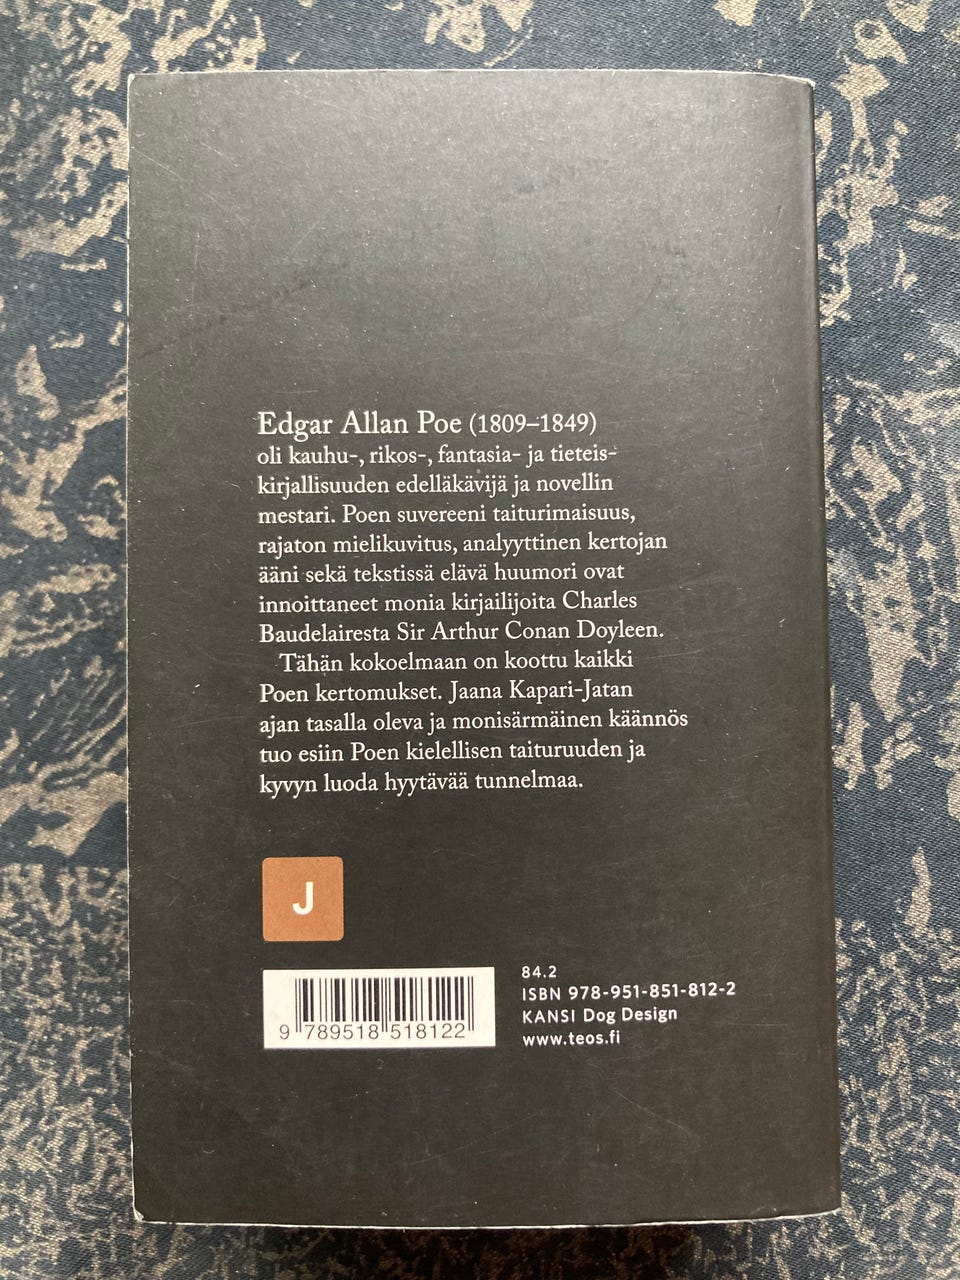 Edgar Allan Poe (1809–1849)
oli kauhu-, rikos-, fantasia- ja tieteis-
kirjallisuuden edelläkävijä ja novellin
mestari. Poen suvereeni taiturimaisuus,
rajaton mielikuvitus, analyyttinen kertojan
ääni sekä tekstissä elävä huumori ovat
innoittaneet monia kirjailijoita Charles
Baudelairesta Sir Arthur Conan Doyleen.
Tähän kokoelmaan on koottu kaikki
Poen kertomukset. Jaana Kapari-Jatan
ajan tasalla oleva ja monisärmäinen käännös
tuo esiin Poen kielellisen taituruuden ja
kyvyn luoda hyytävää tunnelmaa.
J
84.2
ISBN 978-951-851-812-2
KANSI Dog Design
www.teos.fi
9 789518 518122